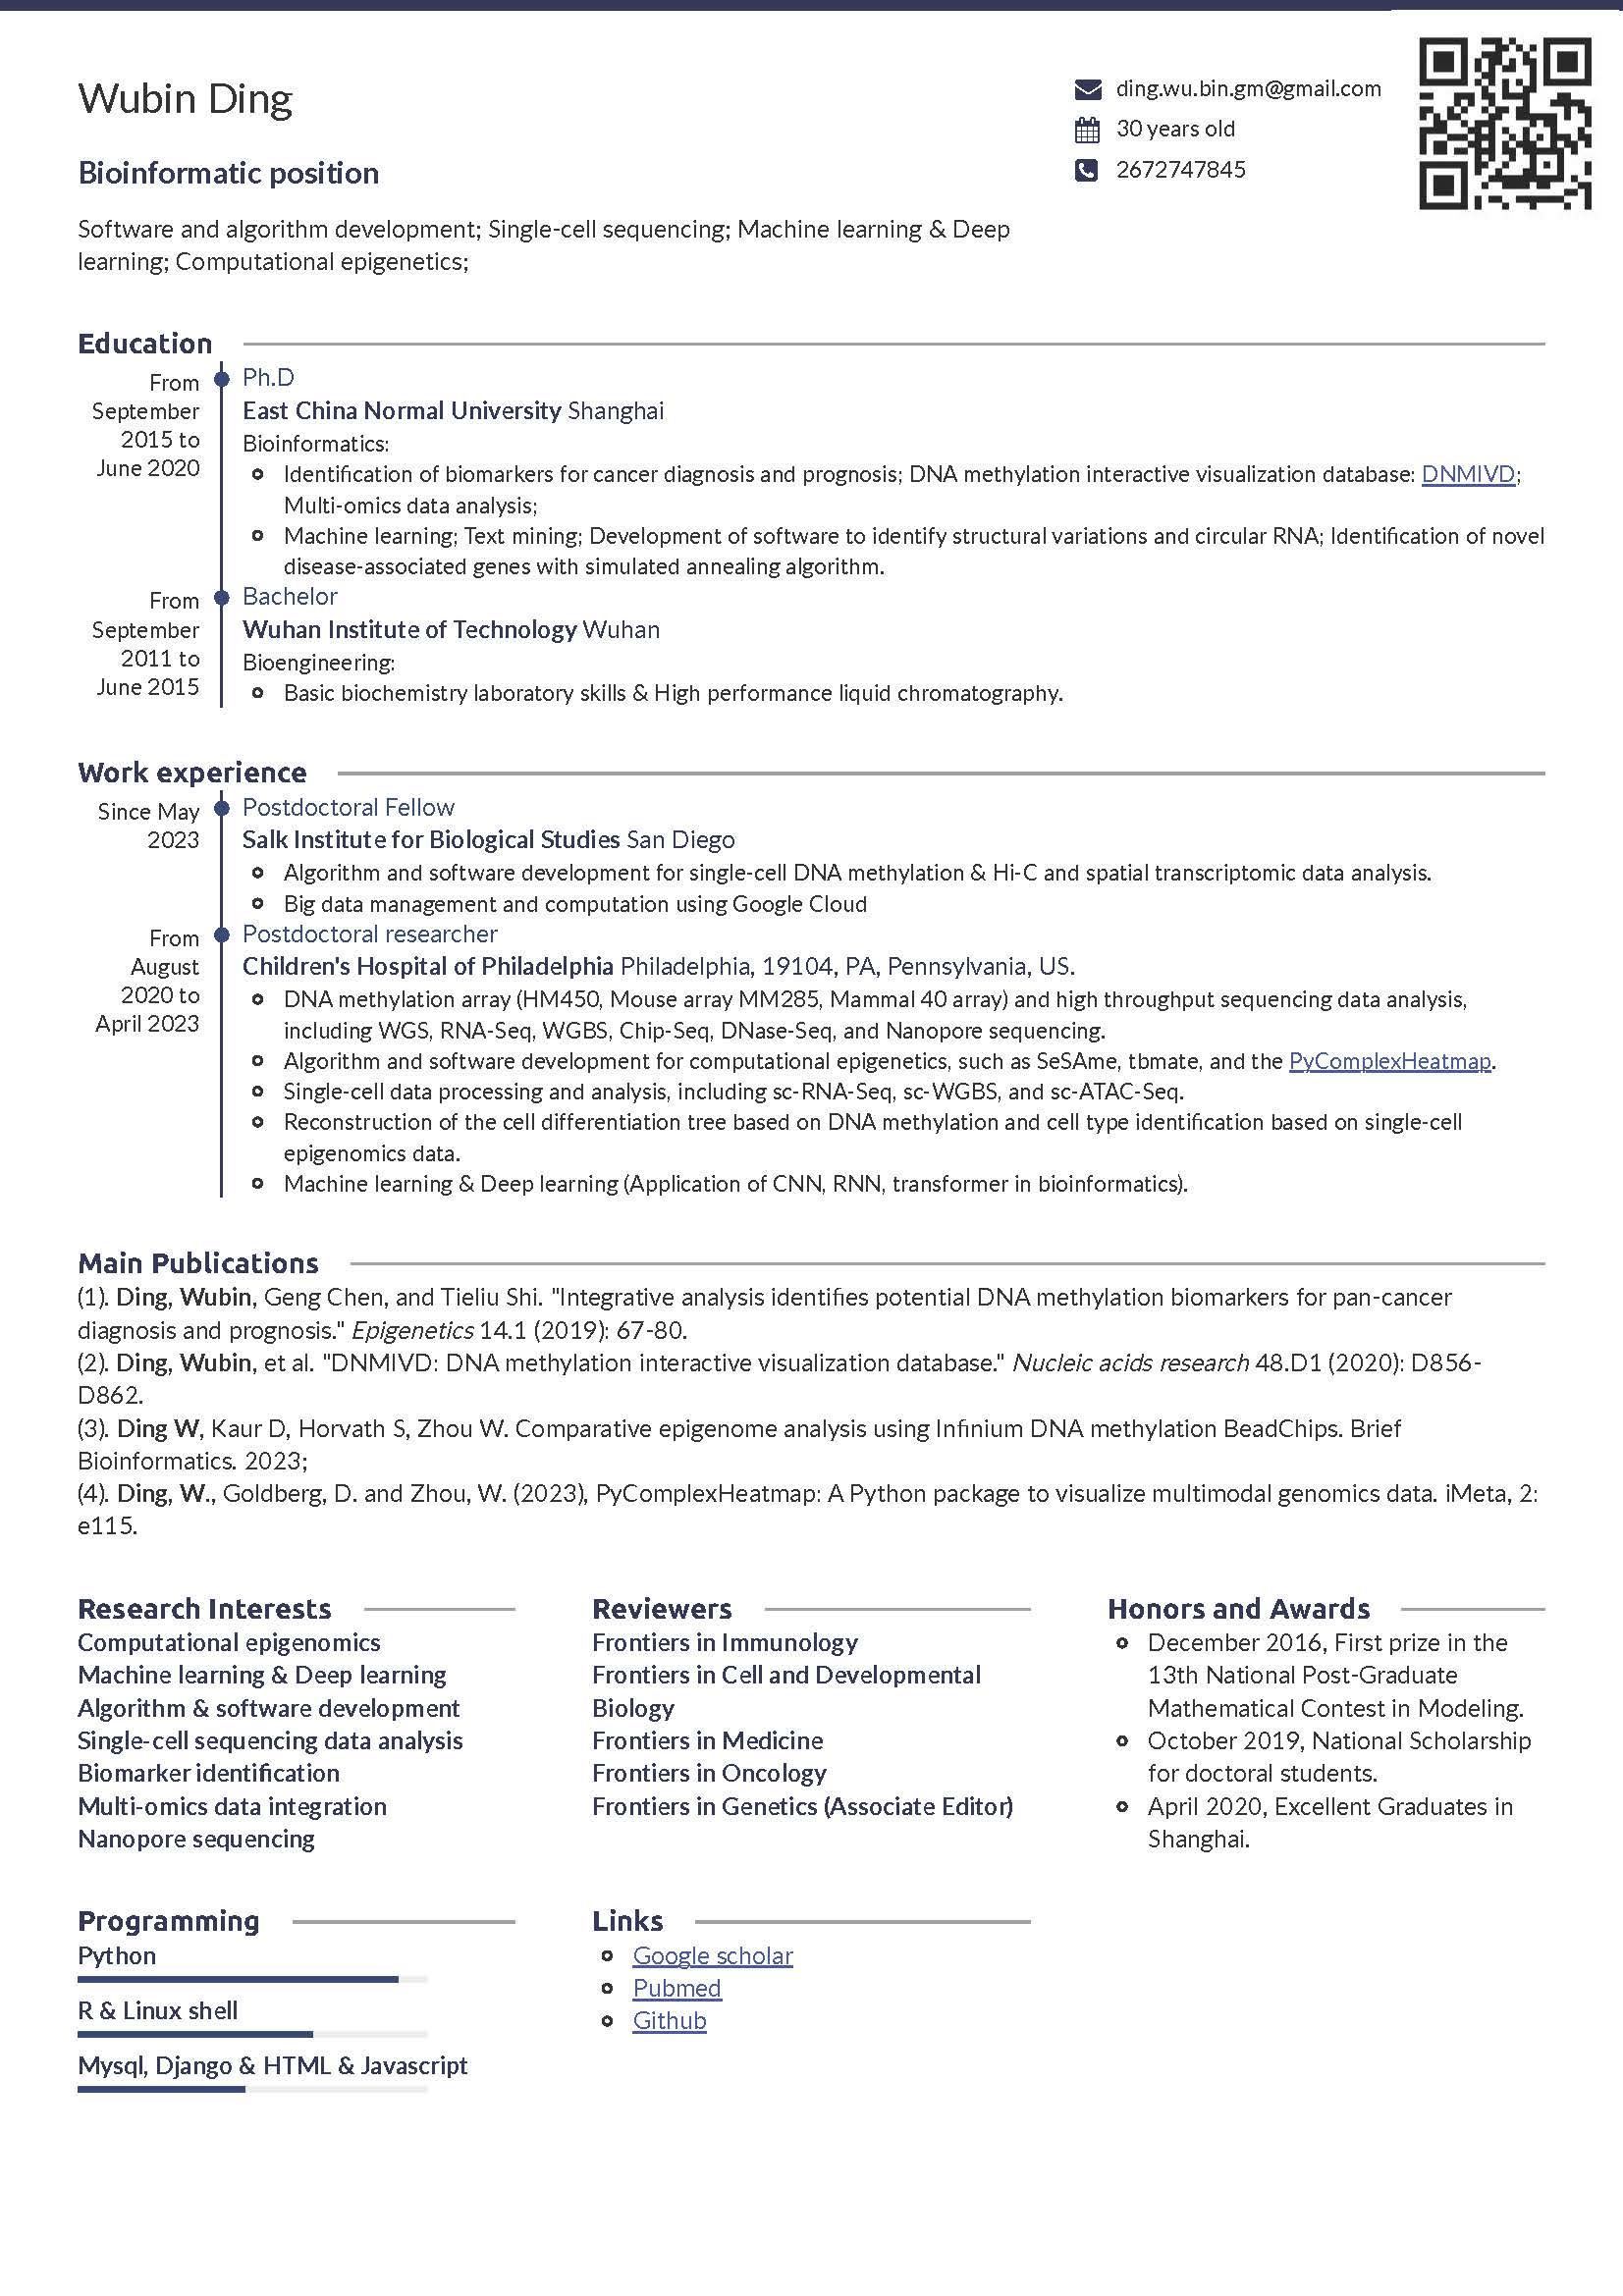 Wubin Ding
Bioinformatic position
Software and algorithm development; Single-cell sequencing; Machine learning & Deep
learning; Computational epigenetics;
ding.wu.bin.gm@gmail.com
30 years old
2672747845
Education
From
September
2015 to
June 2020
Ph.D
East China Normal University Shanghai
Bioinformatics:
Identification of biomarkers for cancer diagnosis and prognosis; DNA methylation interactive visualization database: DNMIVD;
Multi-omics data analysis;
Machine learning; Text mining; Development of software to identify structural variations and circular RNA; Identification of novel
disease-associated genes with simulated annealing algorithm.
From
September
2011 to
June 2015
Bachelor
Wuhan Institute of Technology Wuhan
Bioengineering:
Basic biochemistry laboratory skills & High performance liquid chromatography.
Work experience
Since May
2023
Postdoctoral Fellow
Salk Institute for Biological Studies San Diego
Algorithm and software development for single-cell DNA methylation & Hi-C and spatial transcriptomic data analysis.
Big data management and computation using Google Cloud
From
August
2020 to
April 2023
Postdoctoral researcher
Children's Hospital of Philadelphia Philadelphia, 19104, PA, Pennsylvania, US.
DNA methylation array (HM450, Mouse array MM285, Mammal 40 array) and high throughput sequencing data analysis,
including WGS, RNA-Seq, WGBS, Chip-Seq, DNase-Seq, and Nanopore sequencing.
Algorithm and software development for computational epigenetics, such as SeSAme, tbmate, and the PyComplexHeatmap.
Single-cell data processing and analysis, including sc-RNA-Seq, sc-WGBS, and sc-ATAC-Seq.
Reconstruction of the cell differentiation tree based on DNA methylation and cell type identification based on single-cell
epigenomics data.
Machine learning & Deep learning (Application of CNN, RNN, transformer in bioinformatics).
Main Publications
(1). Ding, Wubin, Geng Chen, and Tieliu Shi. "Integrative analysis identifies potential DNA methylation biomarkers for pan-cancer
diagnosis and prognosis." Epigenetics 14.1 (2019): 67-80.
(2). Ding, Wubin, et al. "DNMIVD: DNA methylation interactive visualization database." Nucleic acids research 48.D1 (2020): D856-
D862.
(3). Ding W, Kaur D, Horvath S, Zhou W. Comparative epigenome analysis using Infinium DNA methylation BeadChips. Brief
Bioinformatics. 2023;
(4). Ding, W., Goldberg, D. and Zhou, W. (2023), PyComplexHeatmap: A Python package to visualize multimodal genomics data. iMeta, 2:
e115.
Research Interests
Computational epigenomics
Machine learning & Deep learning
Algorithm & software development
Single-cell sequencing data analysis
Biomarker identification
Multi-omics data integration
Nanopore sequencing
Reviewers
Frontiers in Immunology
Frontiers in Cell and Developmental
Biology
Frontiers in Medicine
Frontiers in Oncology
Frontiers in Genetics (Associate Editor)
Honors and Awards
December 2016, First prize in the
13th National Post-Graduate
Mathematical Contest in Modeling.
October 2019, National Scholarship
for doctoral students.
April 2020, Excellent Graduates in
Shanghai.
Programming
Python
R & Linux shell
Mysql, Django & HTML & Javascript
Links
Google scholar
Pubmed
Github